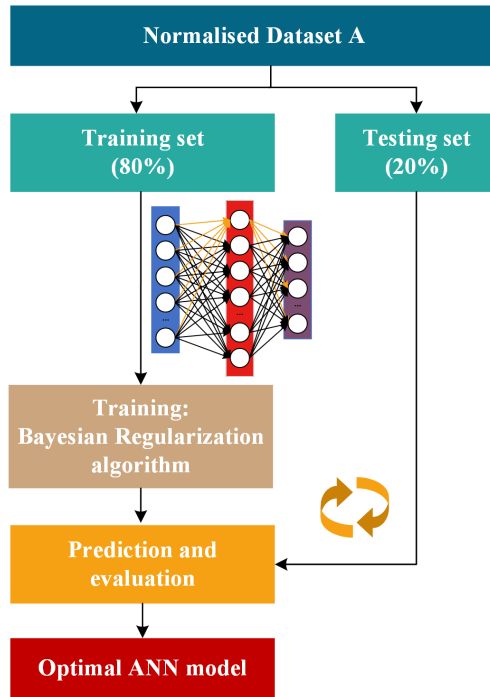 Normalised Dataset A
Training set
(80%)
Testing set
(20%)
...
...
...
Training:
Bayesian Regularization
algorithm
Prediction and
evaluation
Optimal ANN model